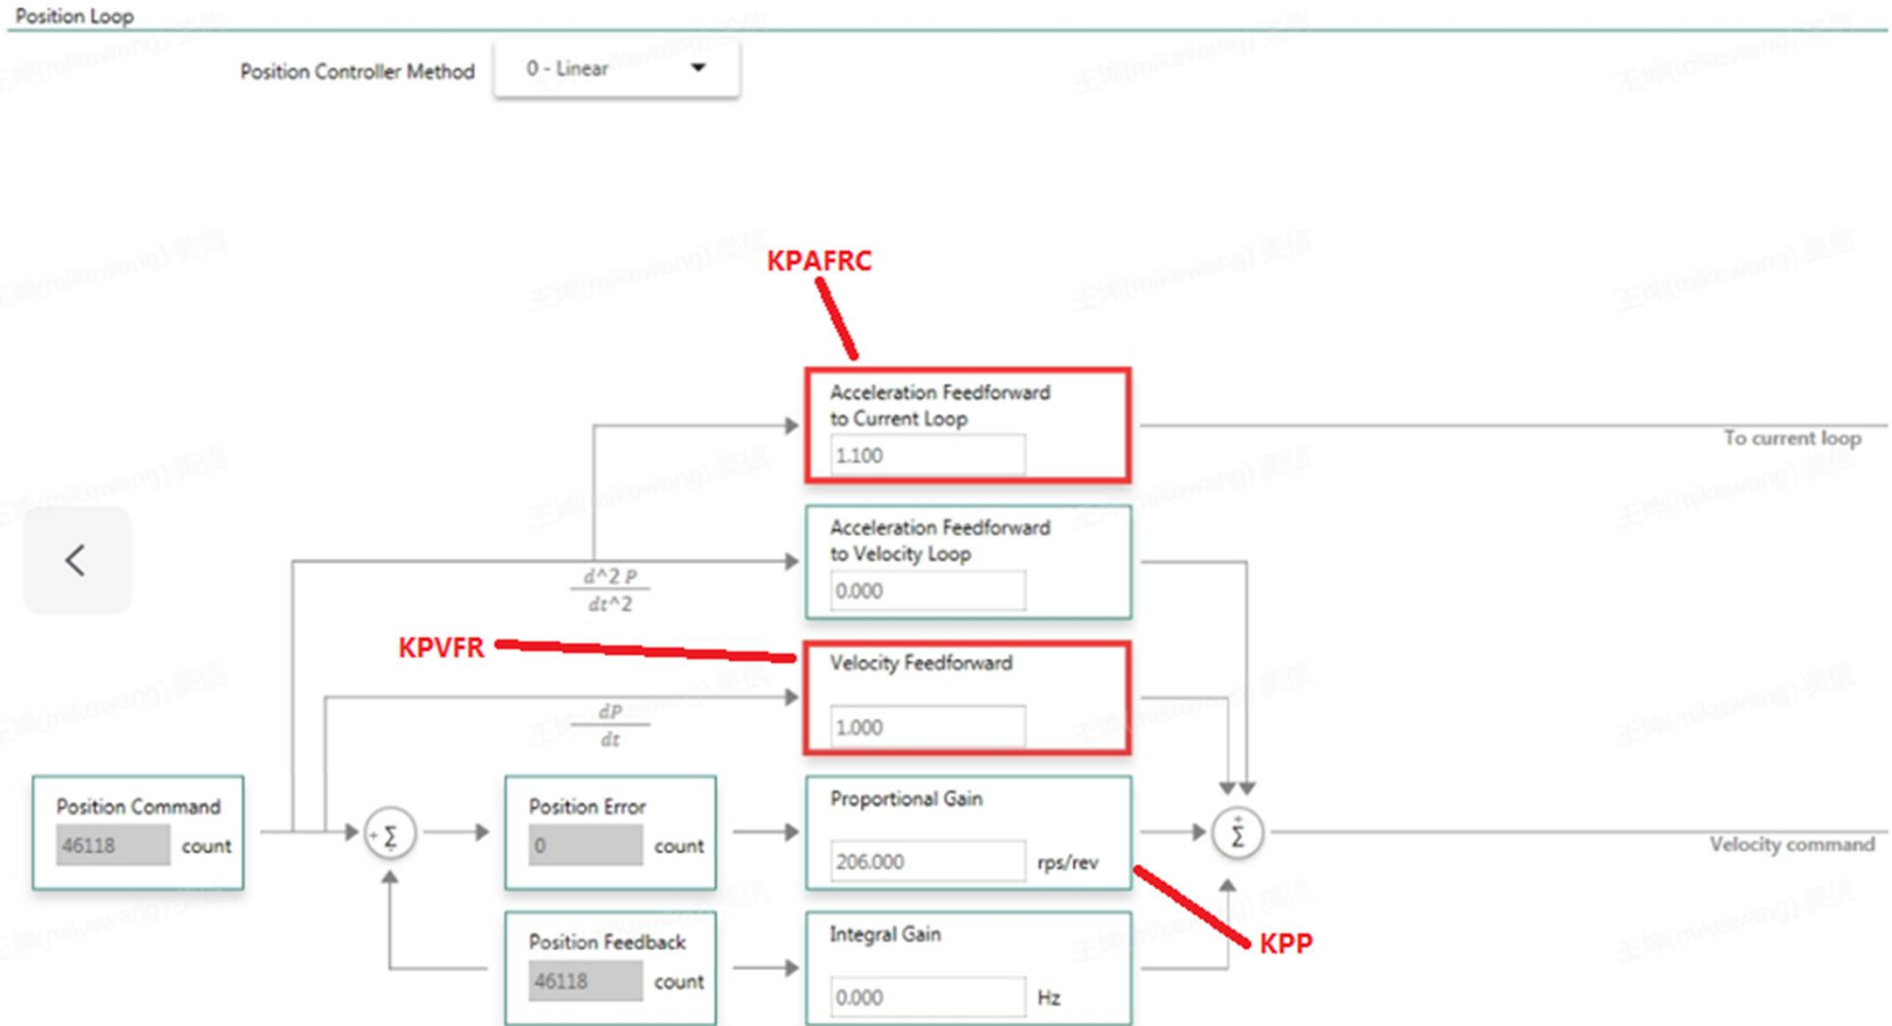 Position Loop
Position Controller Method
0 - Linear
KPAFRC
Acceleration Feedforward
to Current Loop
1.100
To current loop
Acceleration Feedforward
to Velocity Loop
0.000
d^2 P
dt^2
KPVFR
Velocity Feedforward
1.000
dP
dt
Position Command
46118 count
+ Σ
Position Error
0 count
Proportional Gain
206.000 rps/rev
+
Σ
Velocity command
Position Feedback
46118 count
Integral Gain
0.000 Hz
KPP
(mikewang) 美信